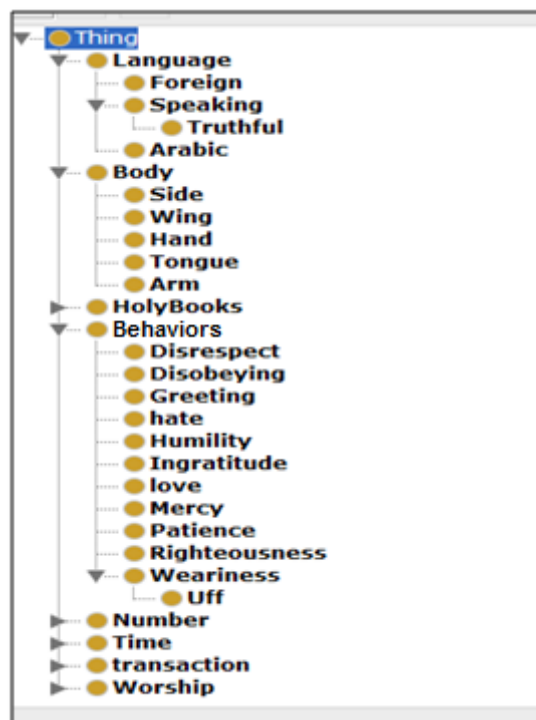 Thing
Language
Foreign
Speaking
Truthful
Arabic
Body
Side
Wing
Hand
Tongue
Arm
HolyBooks
Behaviors
Disrespect
Disobeying
Greeting
hate
Humility
Ingratitude
love
Mercy
Patience
Righteousness
Weariness
Uff
Number
Time
transaction
Worship